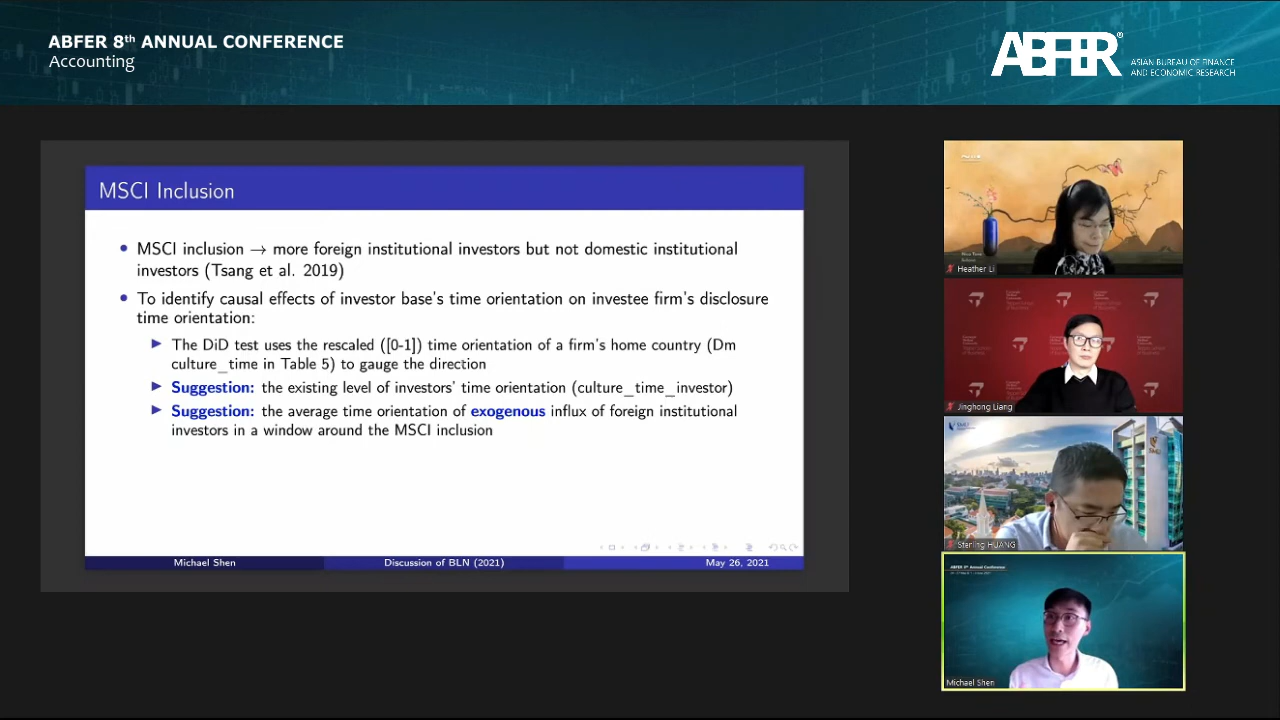 ABFER 8th ANNUAL CONFERENCE
Accounting
ABFER®
ASIAN BUREAU OF FINANCE
AND ECONOMIC RESEARCH
MSCI Inclusion
• MSCI inclusion → more foreign institutional investors but not domestic institutional
investors (Tsang et al. 2019)
• To identify causal effects of investor base's time orientation on investee firm's disclosure
time orientation:
▶ The DiD test uses the rescaled ([0-1]) time orientation of a firm's home country (Dm
culture_time in Table 5) to gauge the direction
▶ Suggestion: the existing level of investors' time orientation (culture_time_investor)
▶ Suggestion: the average time orientation of exogenous influx of foreign institutional
investors in a window around the MSCI inclusion
Michael Shen
Discussion of BLN (2021)
May 26, 2021
Heather Li
Jinghong Liang
Sterling HUANG
ABFER 8th Annual Conference
Michael Shen